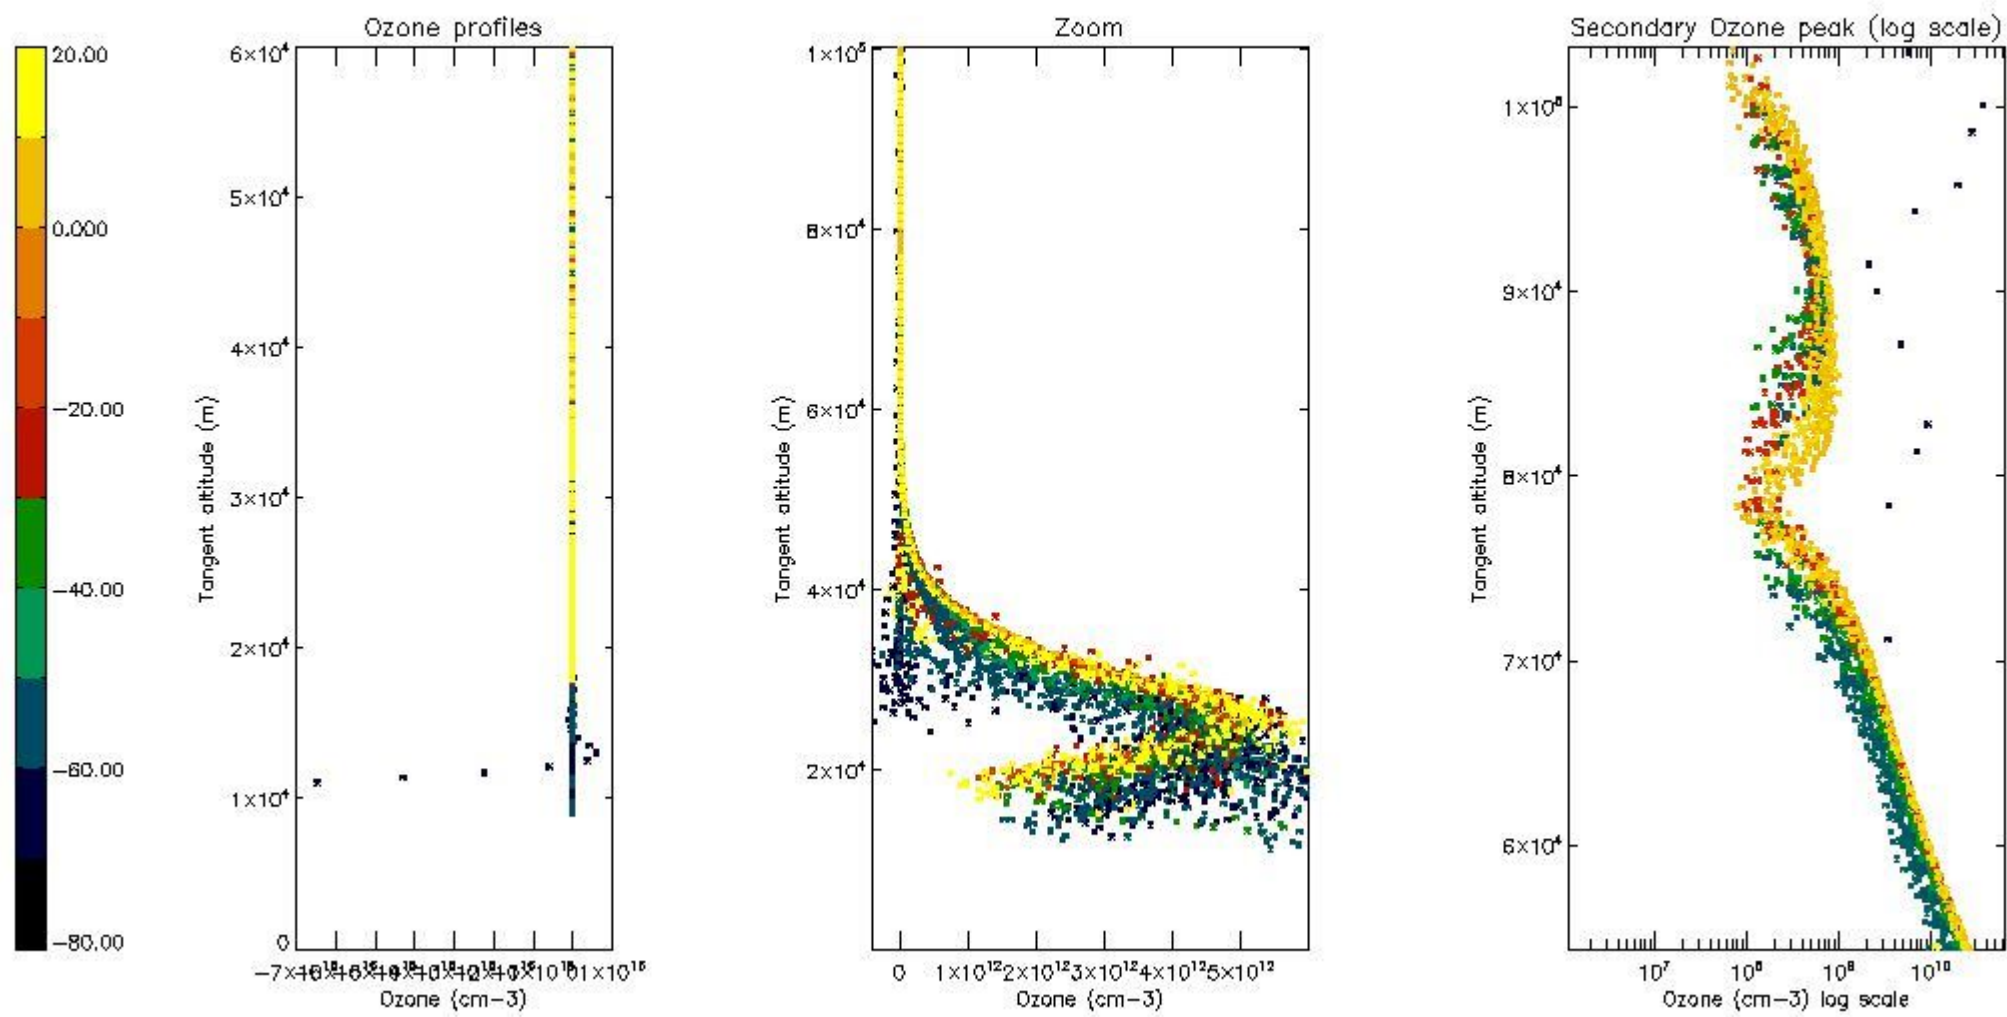 Ozone profiles
Zoom
Secondary Ozone peak (log scale)
20.00
0.000
−20.00
−40.00
−60.00
−80.00
6×10⁴
5×10⁴
4×10⁴
3×10⁴
2×10⁴
1×10⁴
0
Tangent altitude (m)
01×10¹⁵
Ozone (cm−3)
1×10⁵
8×10⁴
6×10⁴
4×10⁴
2×10⁴
Tangent altitude (m)
0 1×10¹² 2×10¹² 3×10¹² 4×10¹² 5×10¹²
Ozone (cm−3)
9×10⁴
8×10⁴
7×10⁴
6×10⁴
Tangent altitude (m)
10⁷ 10⁸ 10⁹ 10¹⁰
Ozone (cm−3) log scale